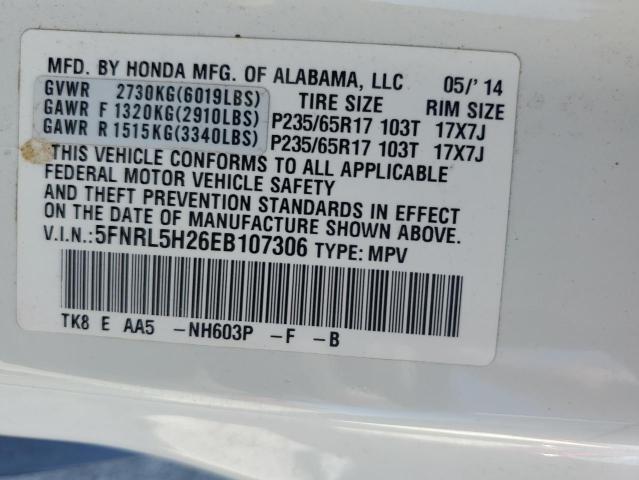 MFD. BY HONDA MFG. OF ALABAMA, LLC 05/'14
GVWR 2730KG(6019LBS) TIRE SIZE RIM SIZE
GAWR F 1320KG(2910LBS) P235/65R17 103T 17X7J
GAWR R 1515KG(3340LBS) P235/65R17 103T 17X7J
THIS VEHICLE CONFORMS TO ALL APPLICABLE
FEDERAL MOTOR VEHICLE SAFETY
AND THEFT PREVENTION STANDARDS IN EFFECT
ON THE DATE OF MANUFACTURE SHOWN ABOVE.
V.I.N.:5FNRL5H26EB107306 TYPE: MPV
TK8 E AA5 -NH603P -F -B